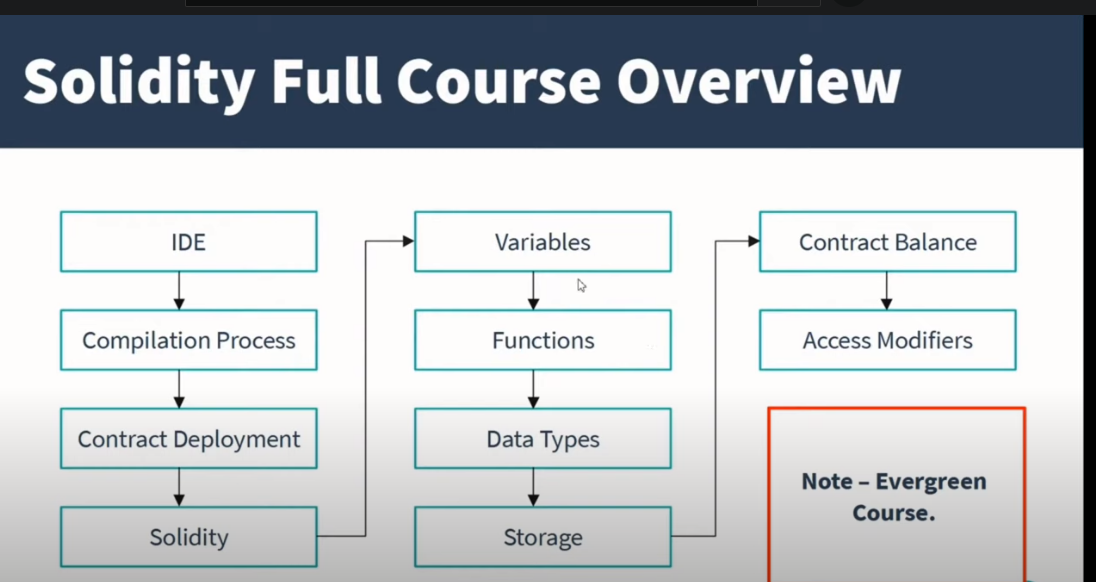 Solidity Full Course Overview
IDE
Compilation Process
Contract Deployment
Solidity
Variables
Functions
Data Types
Storage
Contract Balance
Access Modifiers
Note – Evergreen
Course.